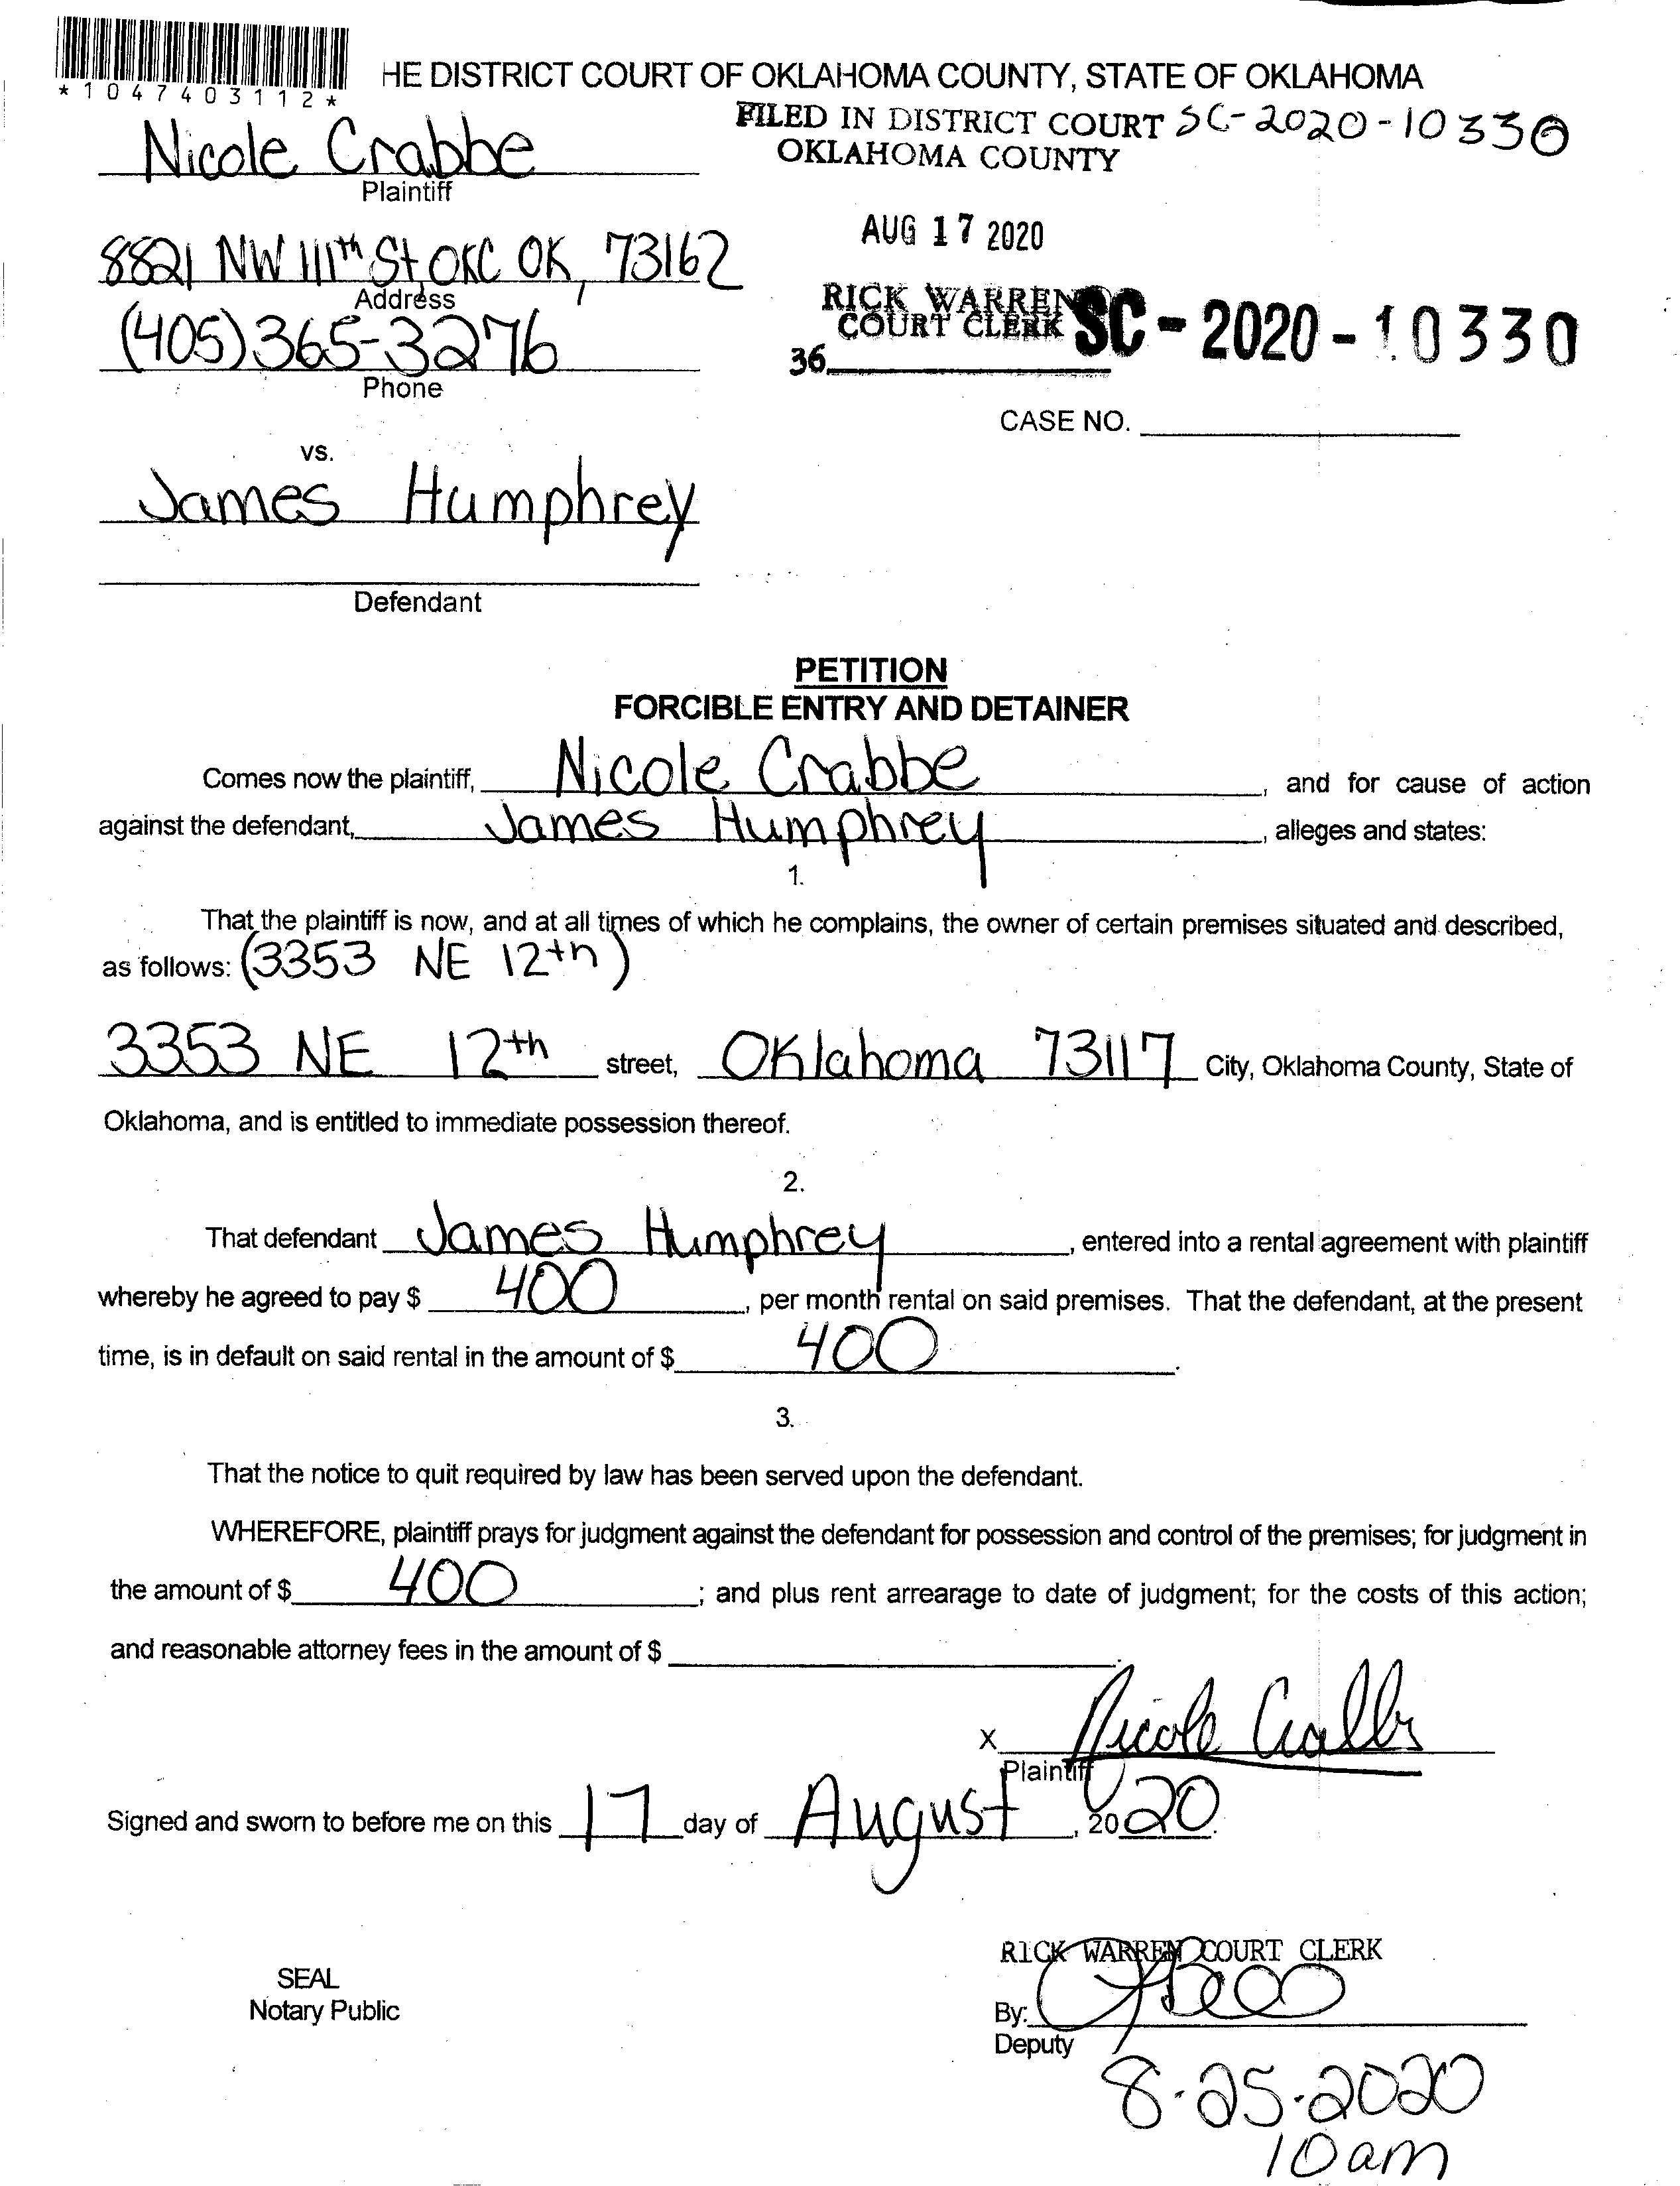 *1047403112*
HE DISTRICT COURT OF OKLAHOMA COUNTY, STATE OF OKLAHOMA
FILED IN DISTRICT COURT SC-2020-10330
OKLAHOMA COUNTY
Nicole Crabbe
Plaintiff
AUG 17 2020
8821 NW 111th St OKC OK, 73162
Address
RICK WARREN
COURT CLERK
SC-2020-10330
(405)365-3276
36
Phone
CASE NO.
vs.
James Humphrey
Defendant
PETITION
FORCIBLE ENTRY AND DETAINER
Comes now the plaintiff, Nicole Crabbe, and for cause of action
against the defendant, James Humphrey, alleges and states:
1.
That the plaintiff is now, and at all times of which he complains, the owner of certain premises situated and described,
as follows: (3353 NE 12th)
3353 NE 12th street, Oklahoma 73117 City, Oklahoma County, State of
Oklahoma, and is entitled to immediate possession thereof.
2.
That defendant James Humphrey, entered into a rental agreement with plaintiff
whereby he agreed to pay $ 400, per month rental on said premises. That the defendant, at the present
time, is in default on said rental in the amount of $ 400.
3.
That the notice to quit required by law has been served upon the defendant.
WHEREFORE, plaintiff prays for judgment against the defendant for possession and control of the premises; for judgment in
the amount of $ 400; and plus rent arrearage to date of judgment; for the costs of this action;
and reasonable attorney fees in the amount of $ .
X Nicole Crabbe
Plaintiff
Signed and sworn to before me on this 17 day of August, 2020.
RICK WARREN COURT CLERK
SEAL
Notary Public
By:
Deputy
8-25-2020
10am